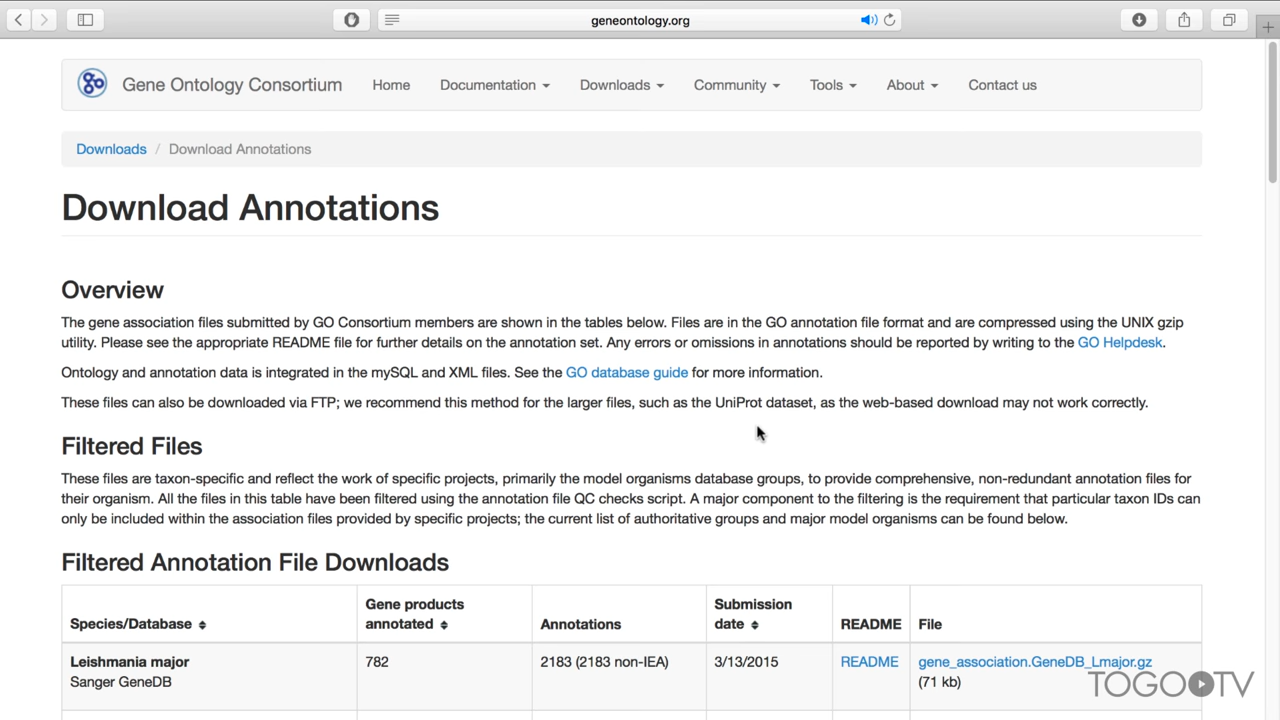 geneontology.org
Gene Ontology Consortium Home Documentation Downloads Community Tools About Contact us
Downloads / Download Annotations
Download Annotations
Overview
The gene association files submitted by GO Consortium members are shown in the tables below. Files are in the GO annotation file format and are compressed using the UNIX gzip
utility. Please see the appropriate README file for further details on the annotation set. Any errors or omissions in annotations should be reported by writing to the GO Helpdesk.
Ontology and annotation data is integrated in the mySQL and XML files. See the GO database guide for more information.
These files can also be downloaded via FTP; we recommend this method for the larger files, such as the UniProt dataset, as the web-based download may not work correctly.
Filtered Files
These files are taxon-specific and reflect the work of specific projects, primarily the model organisms database groups, to provide comprehensive, non-redundant annotation files for
their organism. All the files in this table have been filtered using the annotation file QC checks script. A major component to the filtering is the requirement that particular taxon IDs can
only be included within the association files provided by specific projects; the current list of authoritative groups and major model organisms can be found below.
Filtered Annotation File Downloads
Gene products Submission
Species/Database annotated Annotations date README File
Leishmania major 782 2183 (2183 non-IEA) 3/13/2015 README gene_association.GeneDB_Lmajor.gz
Sanger GeneDB (71 kb)
TOGO TV